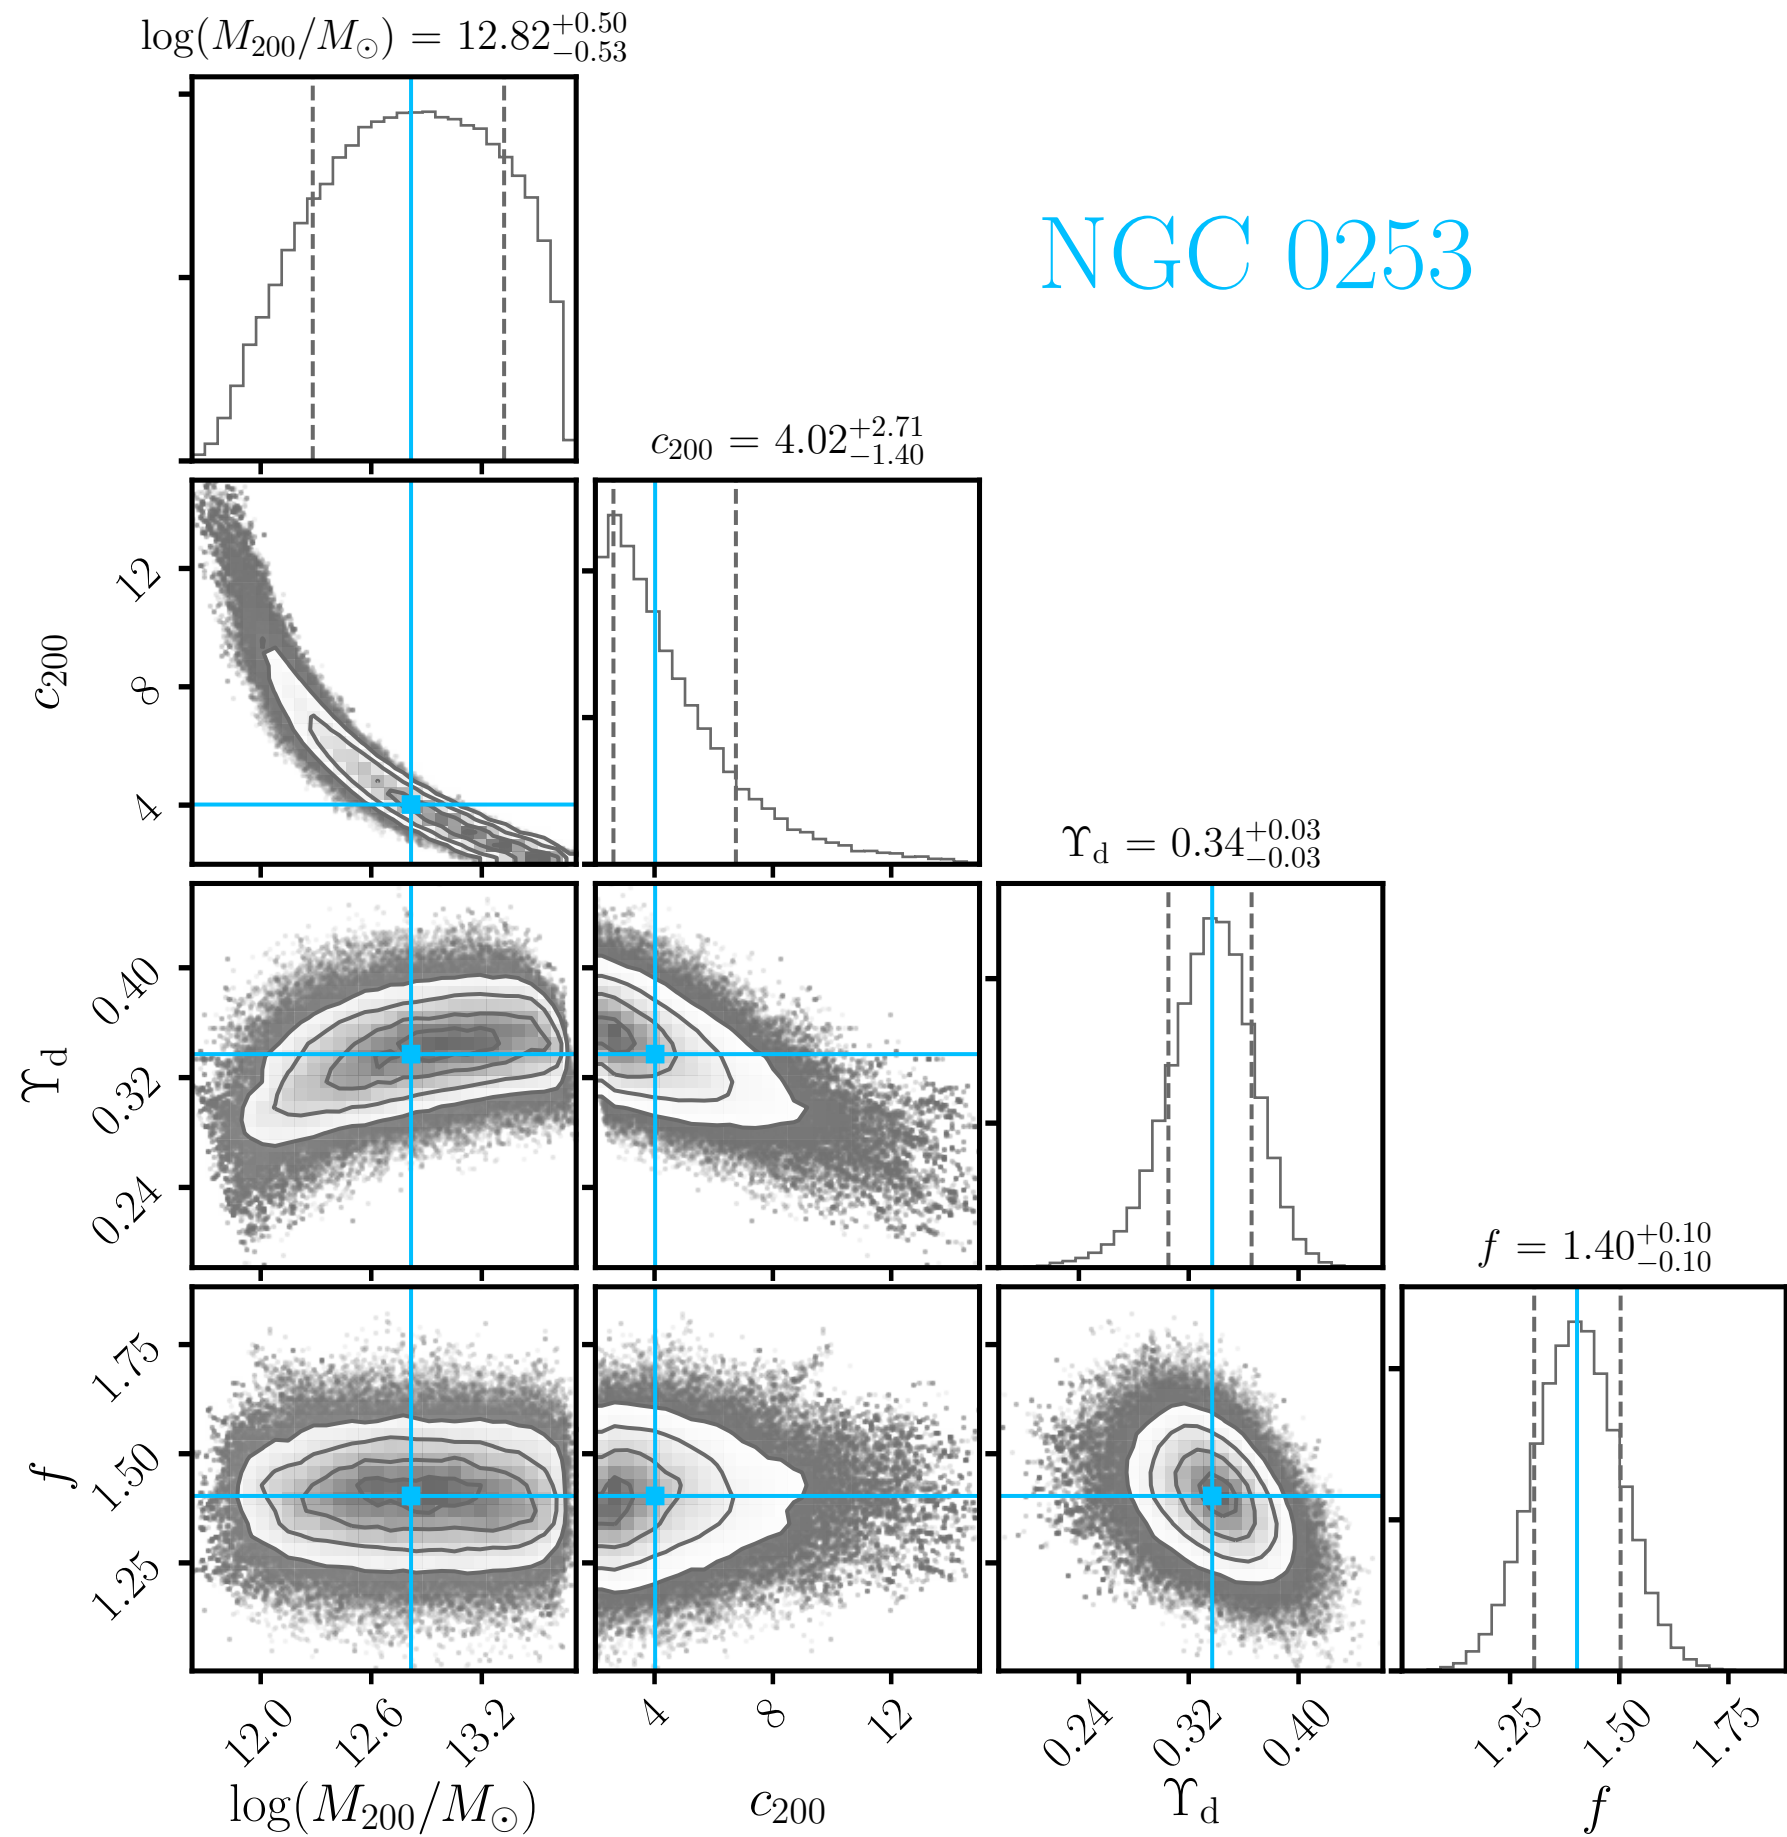 log(M₂₀₀/M⊙) = 12.82 +0.50 −0.53
NGC 0253
c₂₀₀ = 4.02 +2.71 −1.40
12
8
4
c₂₀₀
ϒd = 0.34 +0.03 −0.03
0.40
0.32
0.24
ϒd
f = 1.40 +0.10 −0.10
1.75
1.50
1.25
f
12.0 12.6 13.2 4 8 12 0.24 0.32 0.40 1.25 1.50 1.75
log(M₂₀₀/M⊙) c₂₀₀ ϒd f